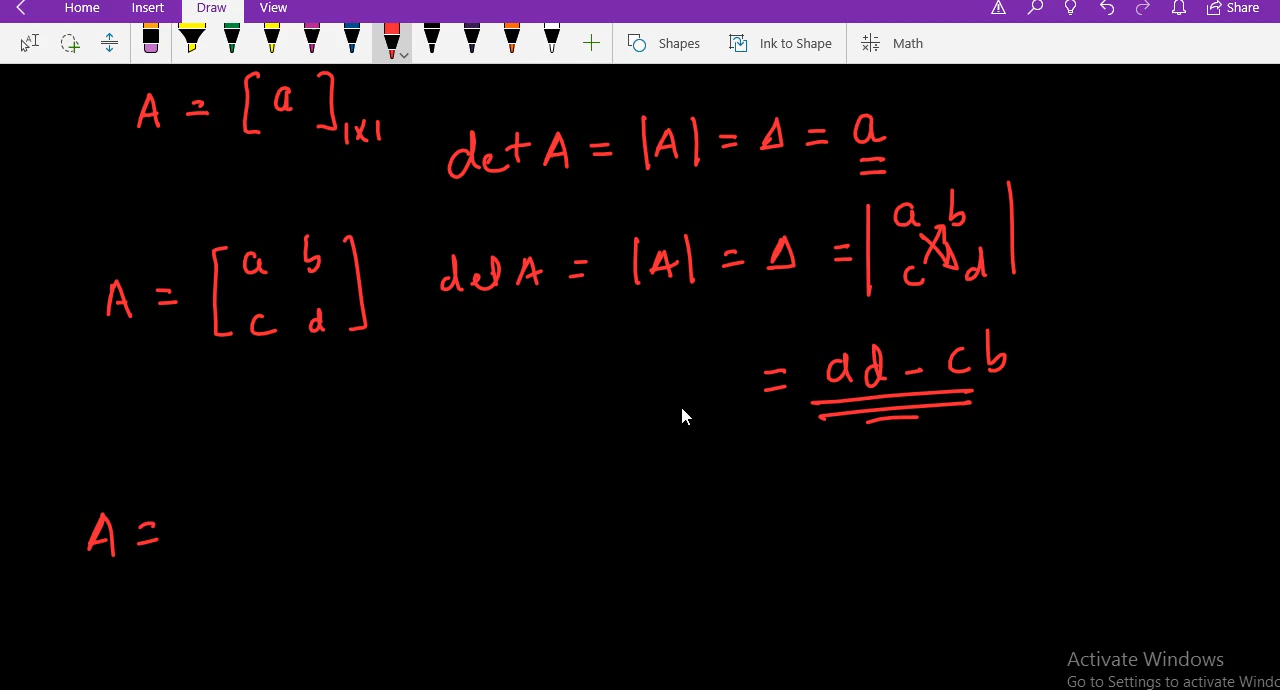 Home Insert Draw View Share
Shapes Ink to Shape Math
A = [ a ]1x1
det A = |A| = Δ = a
A = [ a b
c d ]
det A = |A| = Δ = | a b
c d |
= ad - cb
A =
Activate Windows
Go to Settings to activate Windo